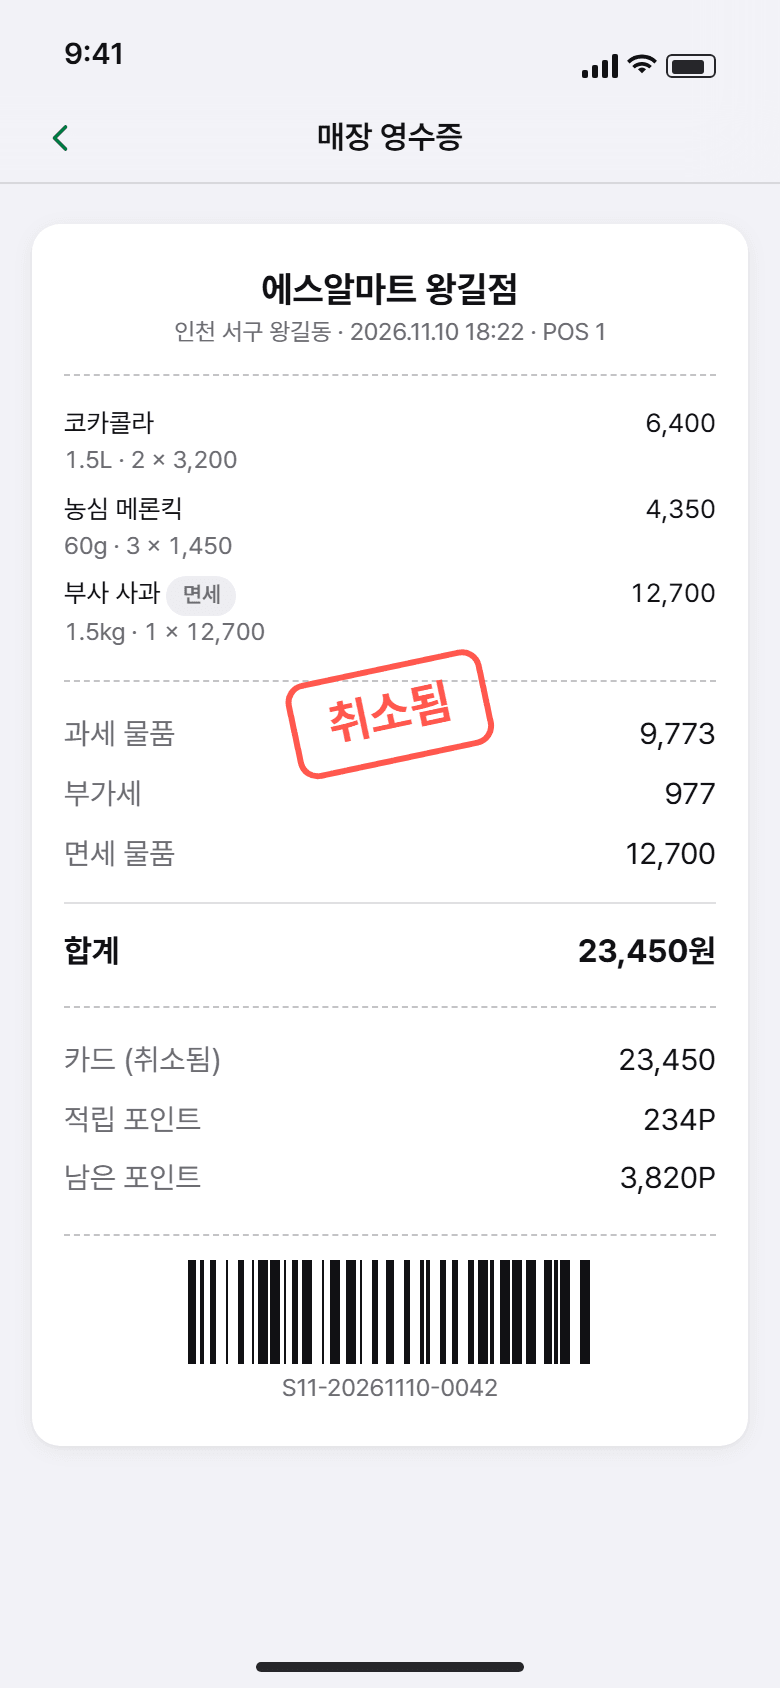 9:41
매장 영수증
에스알마트 왕길점
인천 서구 왕길동 · 2026.11.10 18:22 · POS 1
코카콜라 6,400
1.5L · 2 × 3,200
농심 메론킥 4,350
60g · 3 × 1,450
부사 사과 면세 12,700
1.5kg · 1 × 12,700
취소됨
과세 물품 9,773
부가세 977
면세 물품 12,700
합계 23,450원
카드 (취소됨) 23,450
적립 포인트 234P
남은 포인트 3,820P
S11-20261110-0042